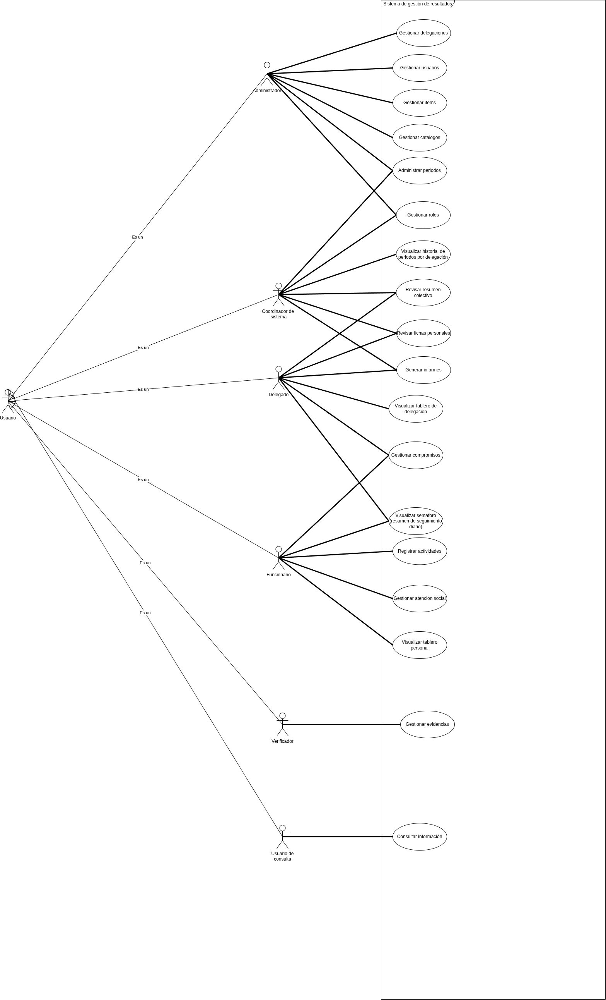 Sistema de gestión de resultados
Gestionar delegaciones
Gestionar usuarios
Administrador
Gestionar items
Gestionar catalogos
Administrar periodos
Gestionar roles
Es un
Visualizar historial de
periodos por delegación
Revisar resumen
colectivo
Coordinador de
sistema
Revisar fichas personales
Es un
Generar informes
Es un
Delegado
Visualizar tablero de
delegación
Usuario
Gestionar compromisos
Es un
Visualizar semaforo
(resumen de seguimiento
diario)
Registrar actividades
Es un
Funcionario
Gestionar atencion social
Es un
Visualizar tablero
personal
Gestionar evidencias
Verificador
Consultar información
Usuario de
consulta